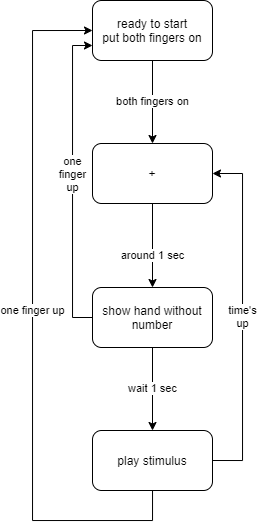 ready to start
put both fingers on
both fingers on
one
finger
up
+
around 1 sec
one finger up
show hand without
number
time's
up
wait 1 sec
play stimulus